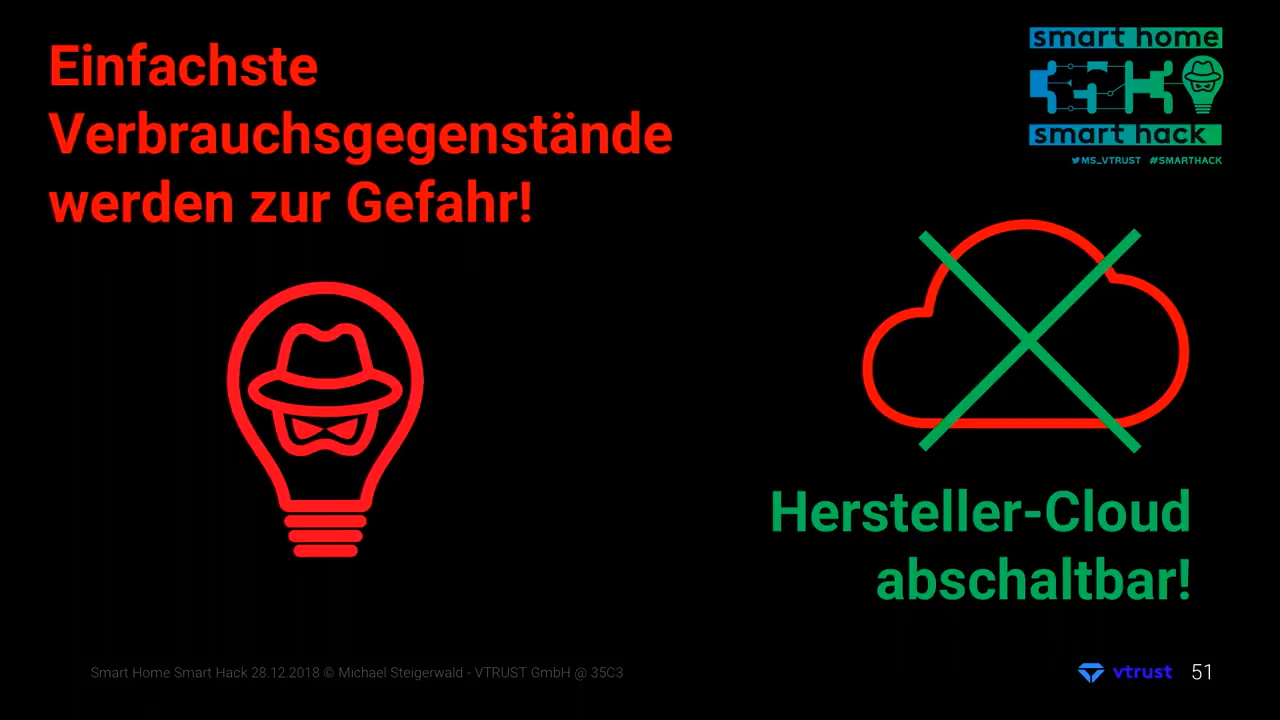 Einfachste
Verbrauchsgegenstände
werden zur Gefahr!
smart home
35C3
smart hack
MS_VTRUST #SMARTHACK
Hersteller-Cloud
abschaltbar!
Smart Home Smart Hack 28.12.2018 © Michael Steigerwald - VTRUST GmbH @ 35C3
vtrust 51